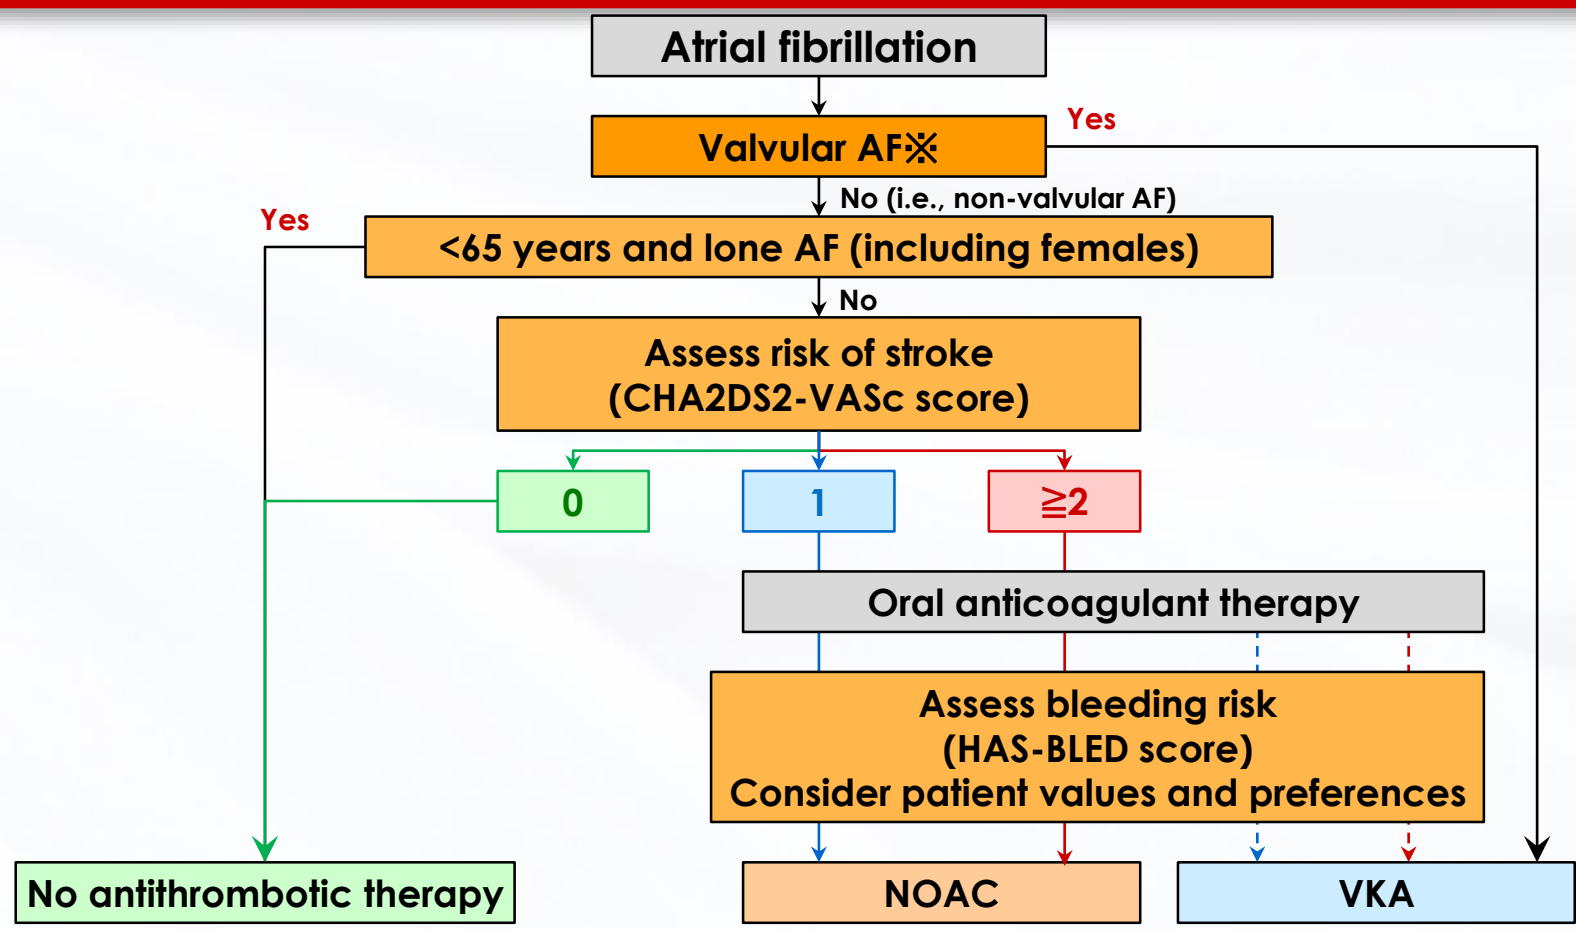 Atrial fibrillation
Valvular AF※
Yes
No (i.e., non-valvular AF)
Yes
<65 years and lone AF (including females)
No
Assess risk of stroke
(CHA2DS2-VASc score)
0
1
≧2
Oral anticoagulant therapy
Assess bleeding risk
(HAS-BLED score)
Consider patient values and preferences
No antithrombotic therapy
NOAC
VKA